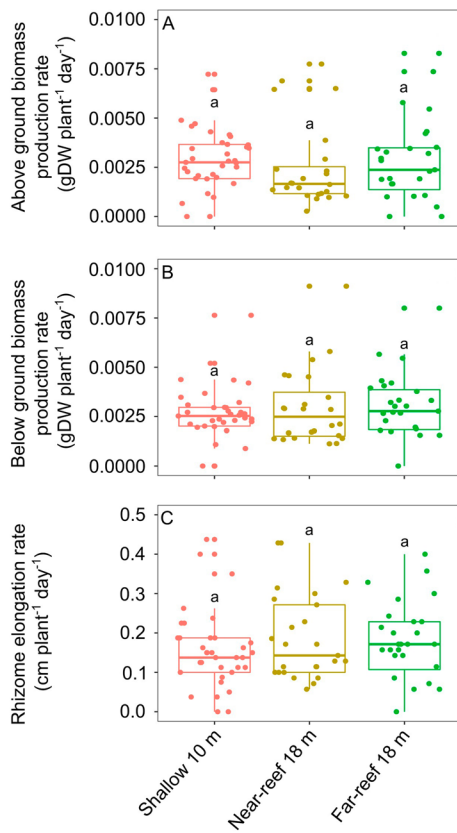 Above ground biomass
production rate
(gDW plant⁻¹ day⁻¹)
A
0.0100
0.0075
0.0050
0.0025
0.0000
a
a
a
Below ground biomass
production rate
(gDW plant⁻¹ day⁻¹)
B
0.0100
0.0075
0.0050
0.0025
0.0000
a
a
a
Rhizome elongation rate
(cm plant⁻¹ day⁻¹)
C
0.5
0.4
0.3
0.2
0.1
0.0
a
a
a
Shallow 10 m
Near-reef 18 m
Far-reef 18 m